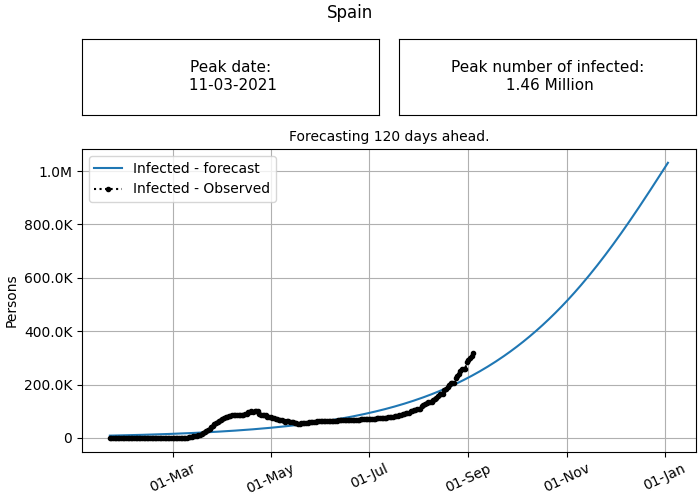 Spain
Peak date:
11-03-2021
Peak number of infected:
1.46 Million
Forecasting 120 days ahead.
Infected - forecast
Infected - Observed
Persons
1.0M
800.0K
600.0K
400.0K
200.0K
0
01-Mar
01-May
01-Jul
01-Sep
01-Nov
01-Jan